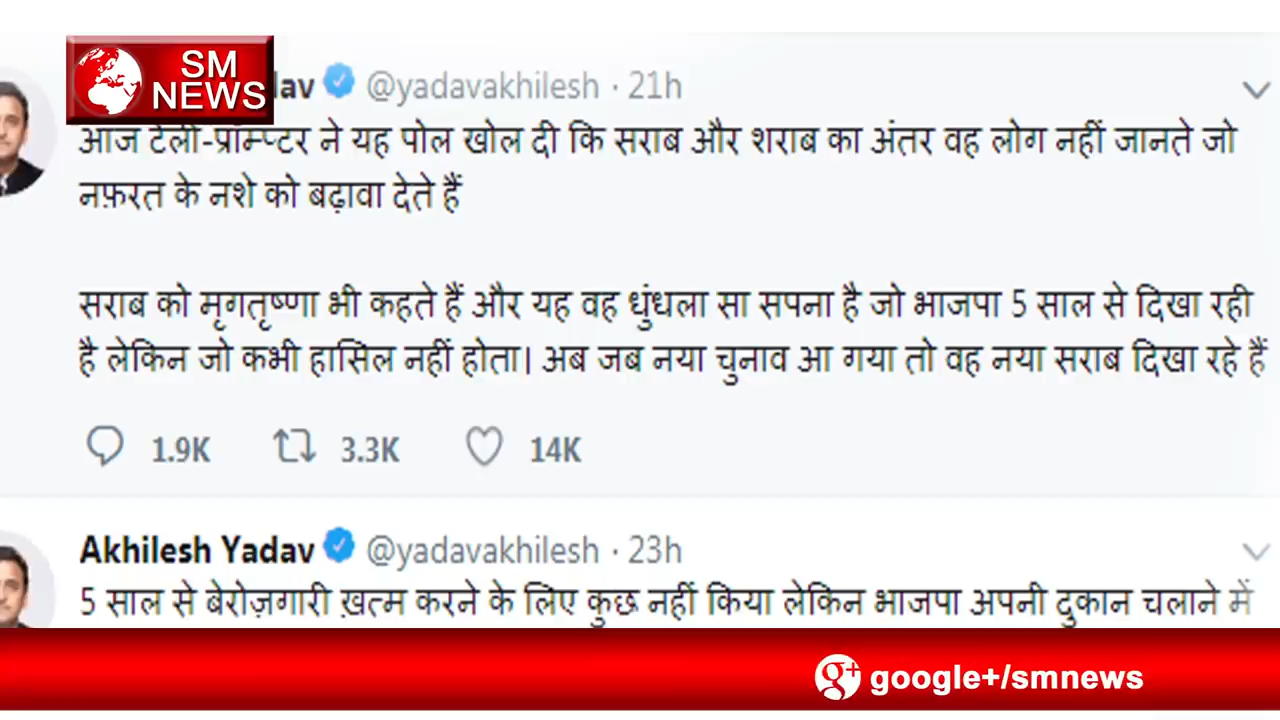 SM
NEWS
dav @yadavakhilesh · 21h
आज टेली-प्रॉम्प्टर ने यह पोल खोल दी कि सराब और शराब का अंतर वह लोग नहीं जानते जो
नफ़रत के नशे को बढ़ावा देते हैं
सराब को मृगतृष्णा भी कहते हैं और यह वह धुंधला सा सपना है जो भाजपा 5 साल से दिखा रही
है लेकिन जो कभी हासिल नहीं होता। अब जब नया चुनाव आ गया तो वह नया सराब दिखा रहे हैं
1.9K 3.3K 14K
Akhilesh Yadav @yadavakhilesh · 23h
5 साल से बेरोज़गारी ख़त्म करने के लिए कुछ नहीं किया लेकिन भाजपा अपनी दुकान चलाने में
g+ google+/smnews